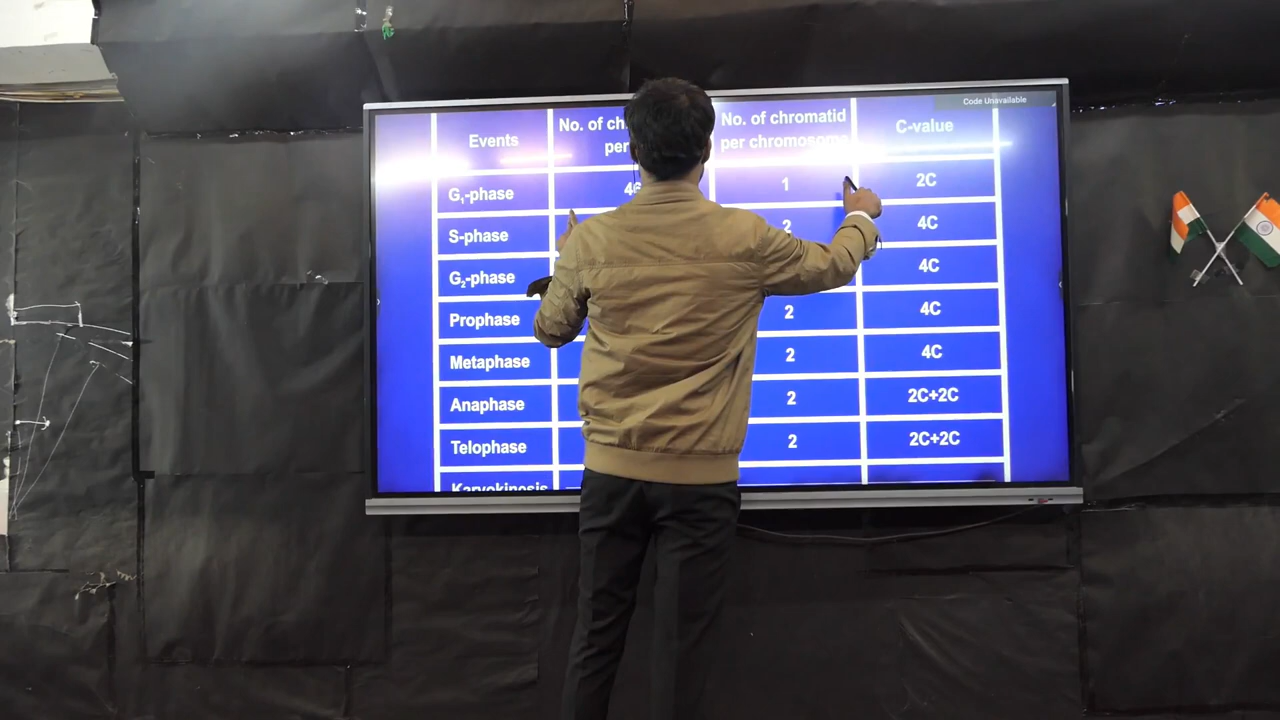 Code Unavailable
Events
No. of
per
No. of chromatid
per chromosome
C-value
G₁-phase
1
2C
S-phase
2
4C
G₂-phase
4C
Prophase
2
4C
Metaphase
2
4C
Anaphase
2
2C+2C
Telophase
2
2C+2C
Karyokinesis